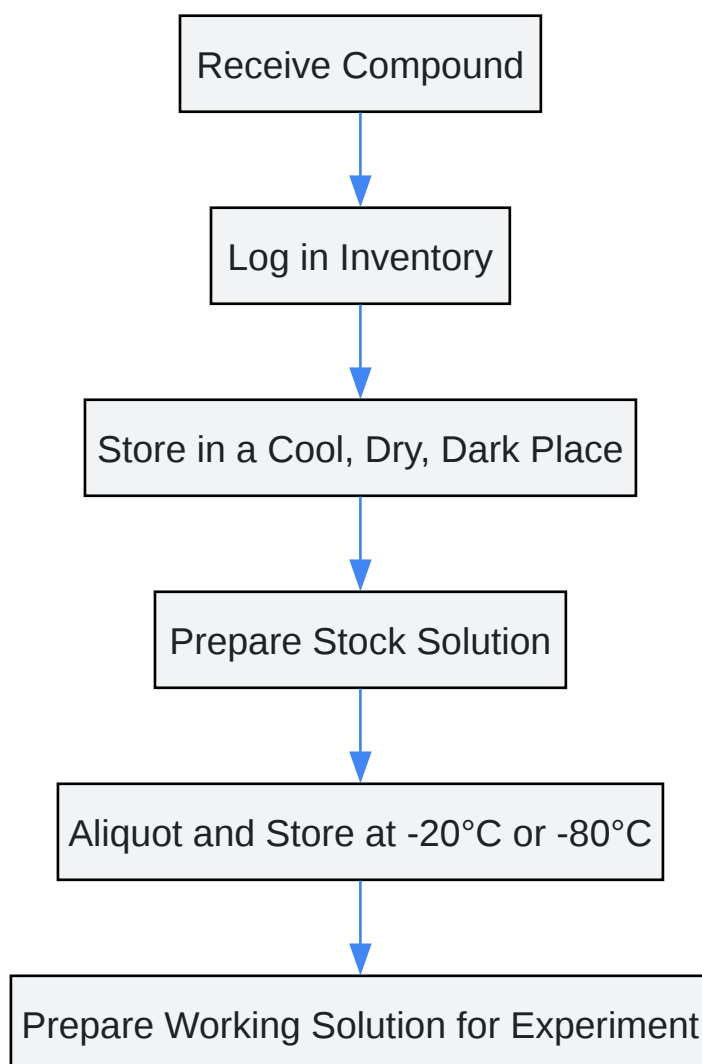 Receive Compound
Log in Inventory
Store in a Cool, Dry, Dark Place
Prepare Stock Solution
Aliquot and Store at -20°C or -80°C
Prepare Working Solution for Experiment